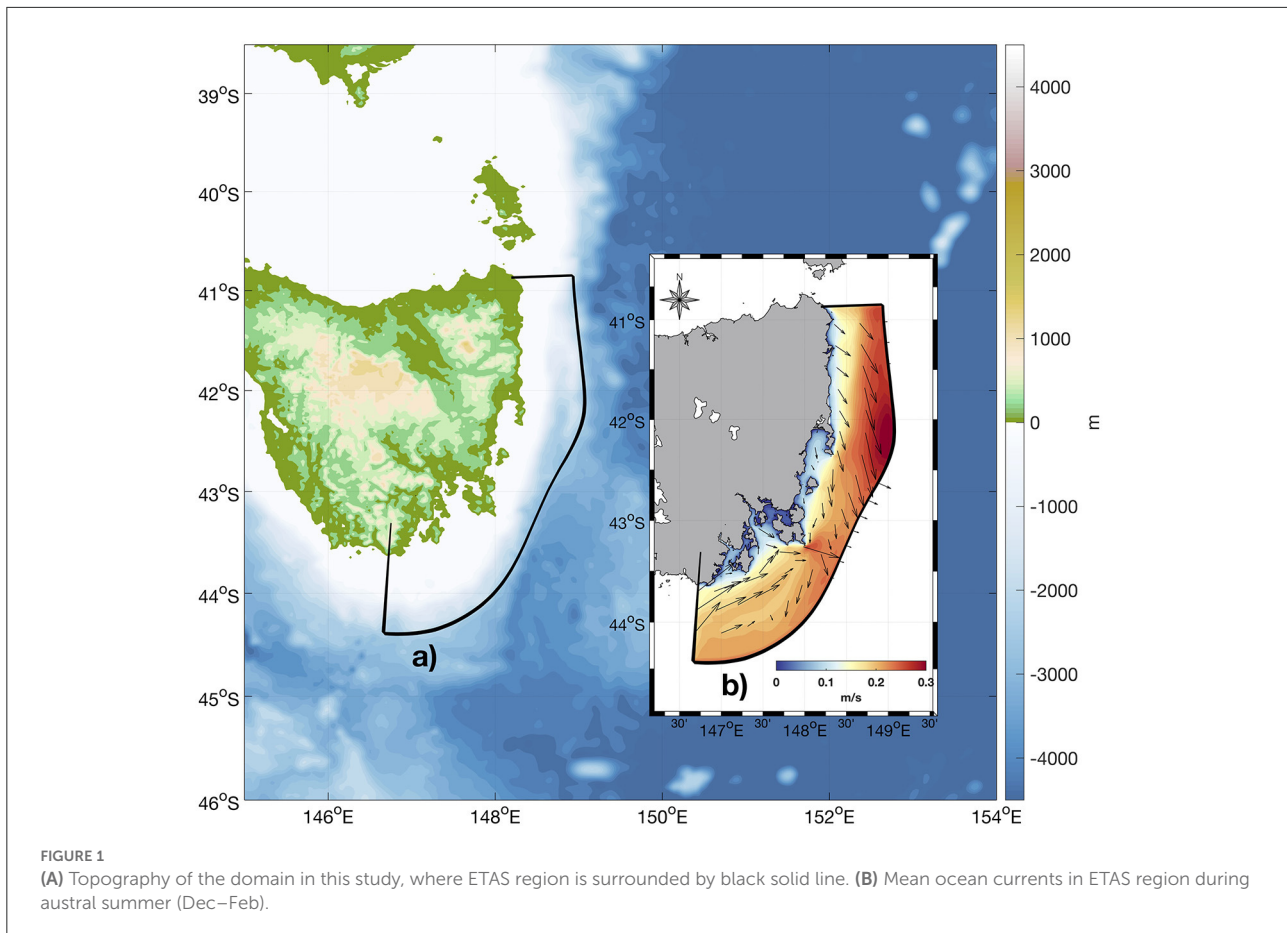 39°S
40°S
41°S
42°S
43°S
44°S
45°S
46°S
146°E
148°E
150°E
152°E
154°E
a)
4000
3000
2000
1000
0
-1000
-2000
-3000
-4000
m
N
41°S
42°S
43°S
44°S
b)
0 0.1 0.2 0.3
m/s
30' 147°E 30' 148°E 30' 149°E 30'
FIGURE 1
(A) Topography of the domain in this study, where ETAS region is surrounded by black solid line. (B) Mean ocean currents in ETAS region during
austral summer (Dec–Feb).